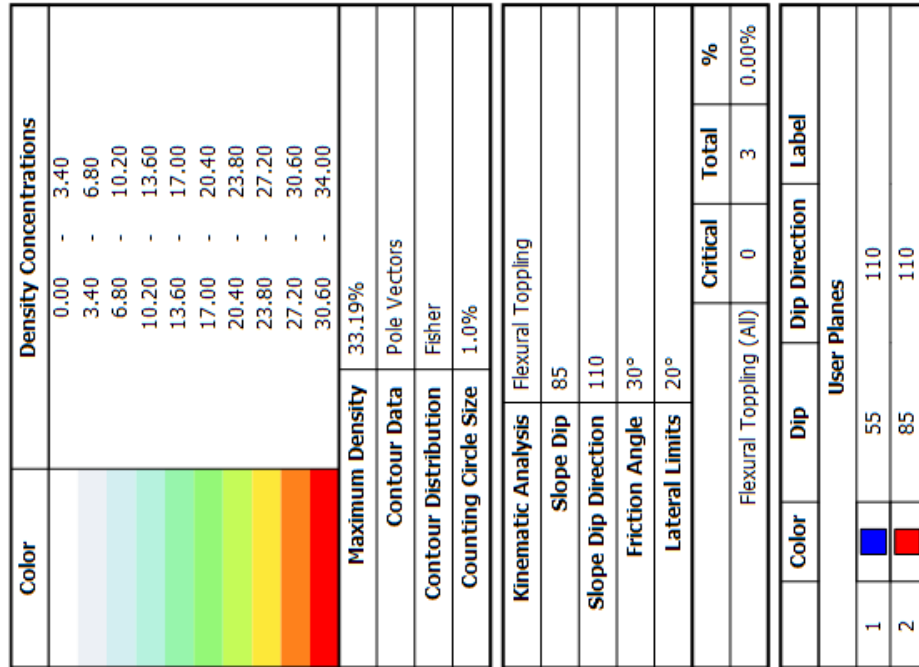 Color Density Concentrations
0.00 - 3.40
3.40 - 6.80
6.80 - 10.20
10.20 - 13.60
13.60 - 17.00
17.00 - 20.40
20.40 - 23.80
23.80 - 27.20
27.20 - 30.60
30.60 - 34.00
Maximum Density 33.19%
Contour Data Pole Vectors
Contour Distribution Fisher
Counting Circle Size 1.0%
Kinematic Analysis Flexural Toppling
Slope Dip 85
Slope Dip Direction 110
Friction Angle 30°
Lateral Limits 20°
Critical Total %
Flexural Toppling (All) 0 3 0.00%
Color Dip Dip Direction Label
User Planes
1 55 110
2 85 110